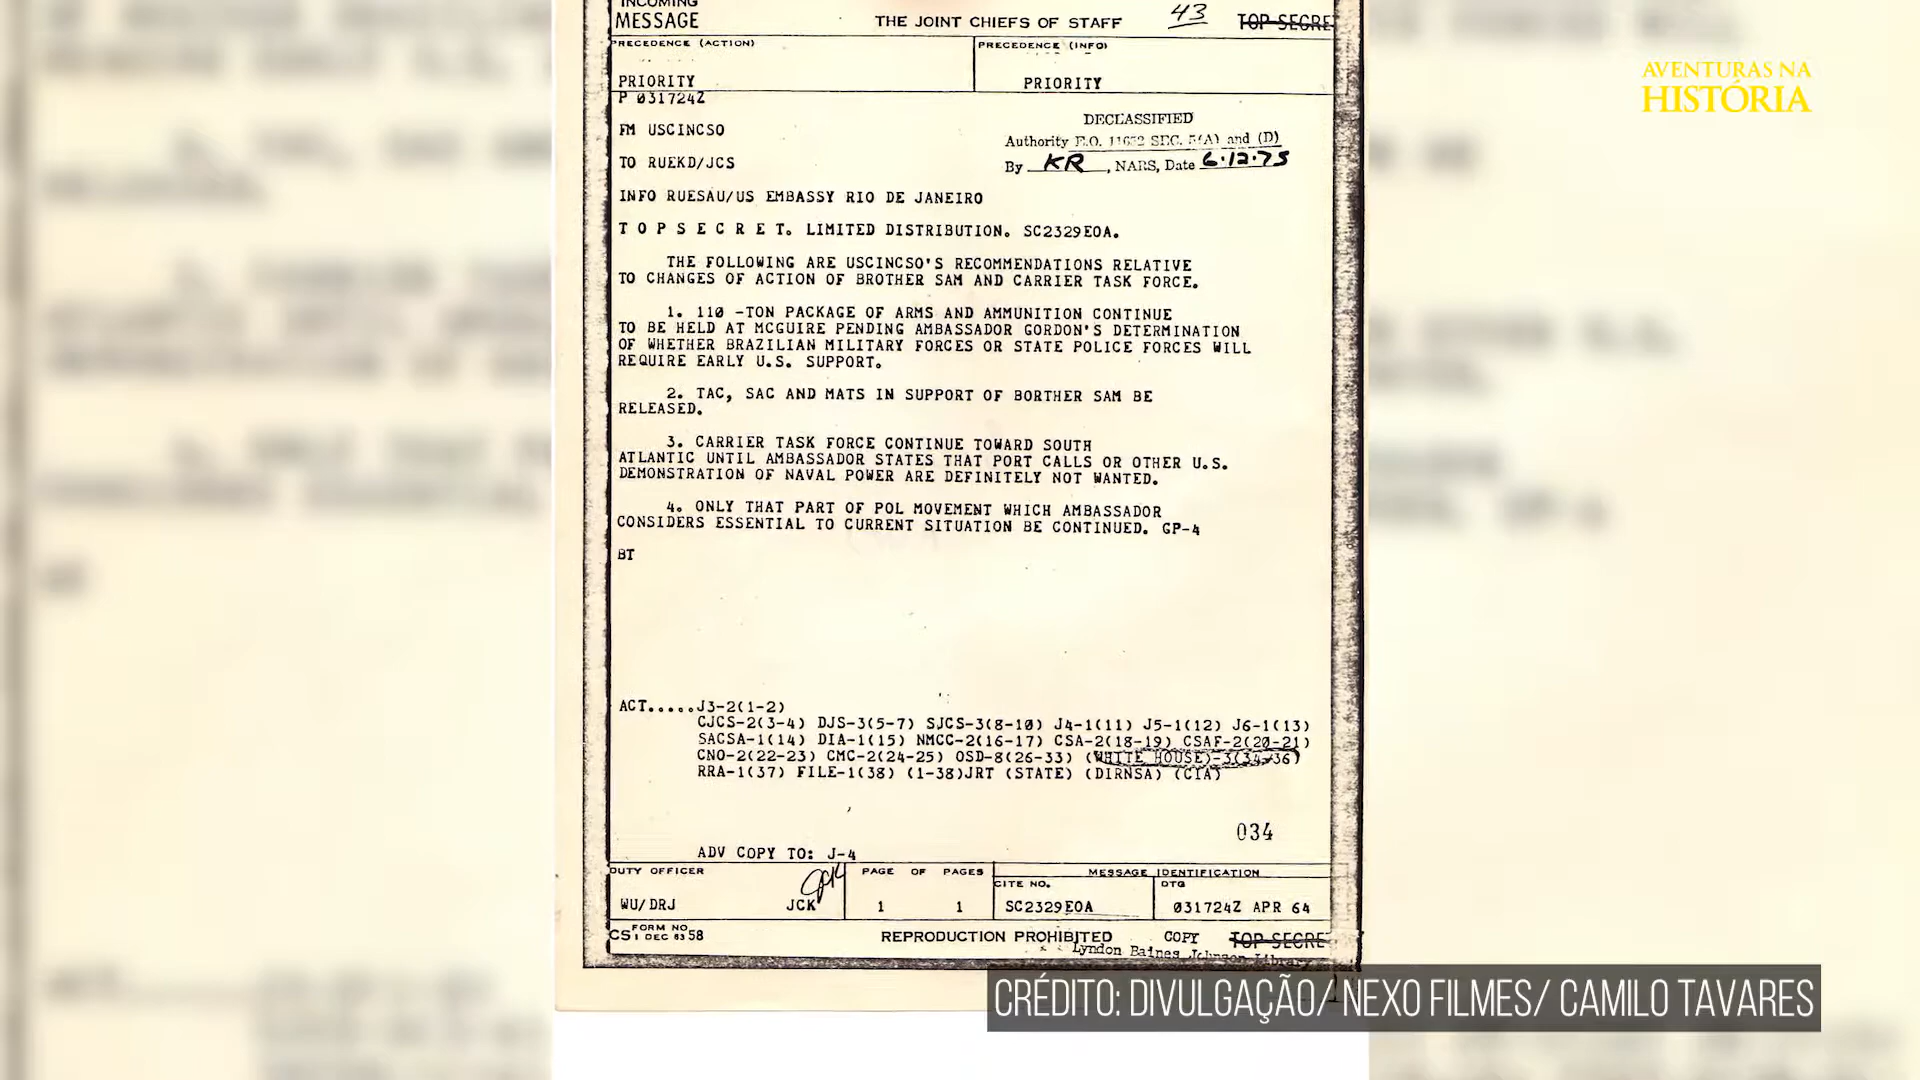 INCOMING
MESSAGE
THE JOINT CHIEFS OF STAFF
43
TOP SECRE
PRECEDENCE (ACTION)
PRECEDENCE (INFO)
PRIORITY
PRIORITY
P 031724Z
DECLASSIFIED
FM USCINCSO
Authority E.O. 11652 SEC. 5(A) and (D)
TO RUEKD/JCS
By KR, NARS, Date 6.12.75
INFO RUESAU/US EMBASSY RIO DE JANEIRO
T O P S E C R E T. LIMITED DISTRIBUTION. SC2329EOA.
THE FOLLOWING ARE USCINCSO'S RECOMMENDATIONS RELATIVE
TO CHANGES OF ACTION OF BROTHER SAM AND CARRIER TASK FORCE.
1. 110 -TON PACKAGE OF ARMS AND AMMUNITION CONTINUE
TO BE HELD AT MCGUIRE PENDING AMBASSADOR GORDON'S DETERMINATION
OF WHETHER BRAZILIAN MILITARY FORCES OR STATE POLICE FORCES WILL
REQUIRE EARLY U.S. SUPPORT.
2. TAC, SAC AND MATS IN SUPPORT OF BORTHER SAM BE
RELEASED.
3. CARRIER TASK FORCE CONTINUE TOWARD SOUTH
ATLANTIC UNTIL AMBASSADOR STATES THAT PORT CALLS OR OTHER U.S.
DEMONSTRATION OF NAVAL POWER ARE DEFINITELY NOT WANTED.
4. ONLY THAT PART OF POL MOVEMENT WHICH AMBASSADOR
CONSIDERS ESSENTIAL TO CURRENT SITUATION BE CONTINUED. GP-4
BT
ACT.....J3-2(1-2)
CJCS-2(3-4) DJS-3(5-7) SJCS-3(8-10) J4-1(11) J5-1(12) J6-1(13)
SACSA-1(14) DIA-1(15) NMCC-2(16-17) CSA-2(18-19) CSAF-2(20-21)
CNO-2(22-23) CMC-2(24-25) OSD-8(26-33) (WHITE HOUSE)-3(34-36)
RRA-1(37) FILE-1(38) (1-38)JRT (STATE) (DIRNSA) (CIA)
034
ADV COPY TO: J-4
DUTY OFFICER
PAGE OF PAGES
MESSAGE IDENTIFICATION
CITE NO.
DTG
WU/DRJ
JCK
1 1
SC2329EOA
031724Z APR 64
CS FORM NO
1 DEC 63 58
REPRODUCTION PROHIBITED
COPY
TOP SECRE
Lyndon Baines Johnson Library
AVENTURAS NA
HISTÓRIA
CRÉDITO: DIVULGAÇÃO/ NEXO FILMES/ CAMILO TAVARES